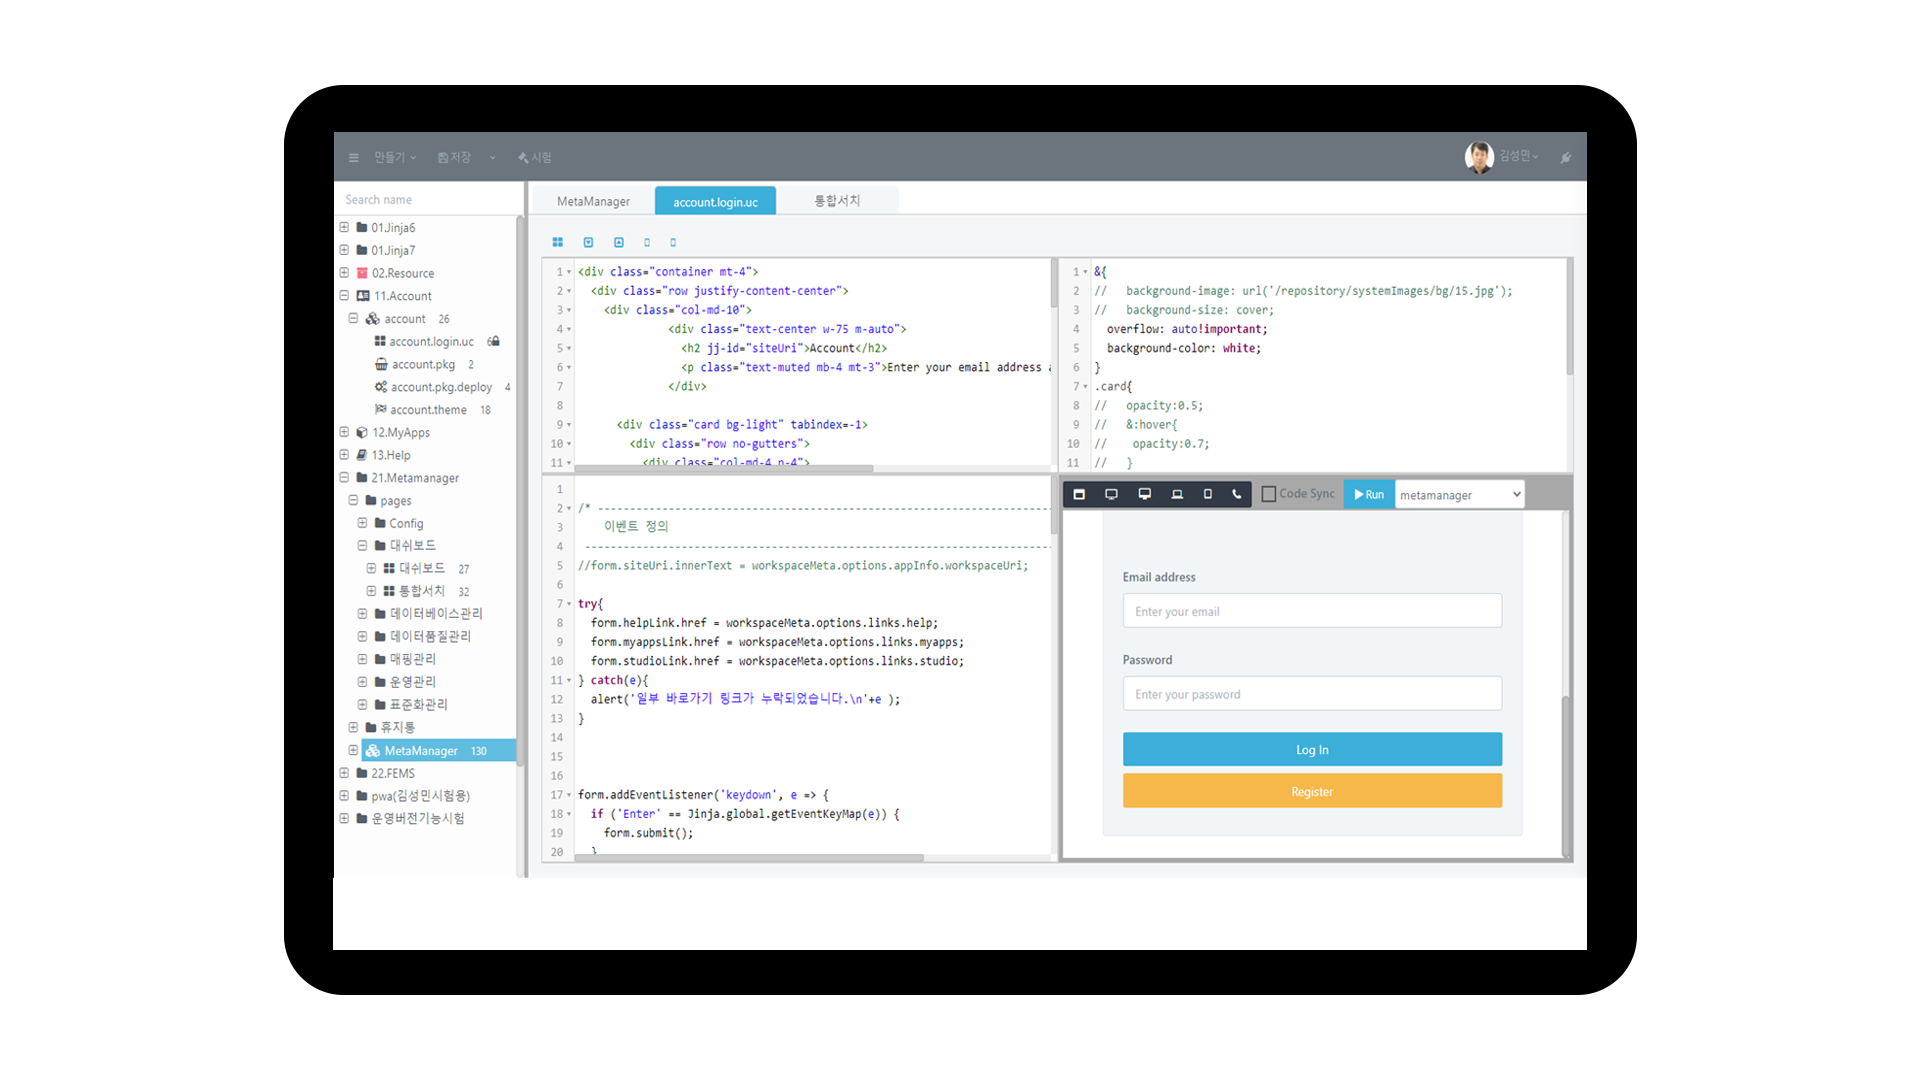 만들기 저장 시험 김성민
Search name
01.Jinja6
01.Jinja7
02.Resource
11.Account
account 26
account.login.uc 6
account.pkg 2
account.pkg.deploy 4
account.theme 18
12.MyApps
13.Help
21.Metamanager
pages
Config
대쉬보드
대쉬보드 27
통합서치 32
데이터베이스관리
데이터품질관리
매핑관리
운영관리
표준화관리
휴지통
MetaManager 130
22.FEMS
pwa(김성민시험용)
운영버전기능시험
MetaManager account.login.uc 통합서치
1 <div class="container mt-4">
2 <div class="row justify-content-center">
3 <div class="col-md-10">
4 <div class="text-center w-75 m-auto">
5 <h2 jj-id="siteUri">Account</h2>
6 <p class="text-muted mb-4 mt-3">Enter your email address
7 </div>
8
9 <div class="card bg-light" tabindex=-1>
10 <div class="row no-gutters">
11 <div class="col-md-4 p-4">
1 &{
2 // background-image: url('/repository/systemImages/bg/15.jpg');
3 // background-size: cover;
4 overflow: auto!important;
5 background-color: white;
6 }
7 .card{
8 // opacity:0.5;
9 // &:hover{
10 // opacity:0.7;
11 // }
1
2 /* --------------------------------------------------------------------------
3 이벤트 정의
4 --------------------------------------------------------------------------
5 //form.siteUri.innerText = workspaceMeta.options.appInfo.workspaceUri;
6
7 try{
8 form.helpLink.href = workspaceMeta.options.links.help;
9 form.myappsLink.href = workspaceMeta.options.links.myapps;
10 form.studioLink.href = workspaceMeta.options.links.studio;
11 } catch(e){
12 alert('일부 바로가기 링크가 누락되었습니다.\n'+e );
13 }
14
15
16
17 form.addEventListener('keydown', e => {
18 if ('Enter' == Jinja.global.getEventKeyMap(e)) {
19 form.submit();
20 }
Code Sync Run metamanager
Email address
Enter your email
Password
Enter your password
Log In
Register